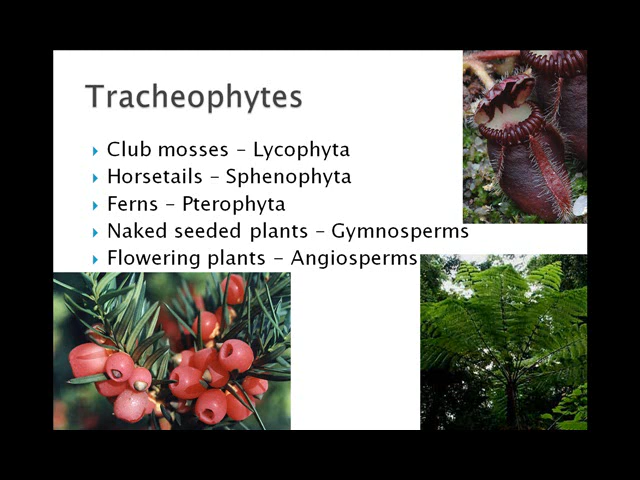 Tracheophytes
Club mosses – Lycophyta
Horsetails – Sphenophyta
Ferns – Pterophyta
Naked seeded plants – Gymnosperms
Flowering plants – Angiosperms